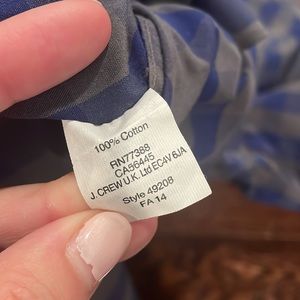 100% Cotton
RN77388
CA56445
J. CREW U.K. Ltd EC4V 6JA
Style 49208
FA 14